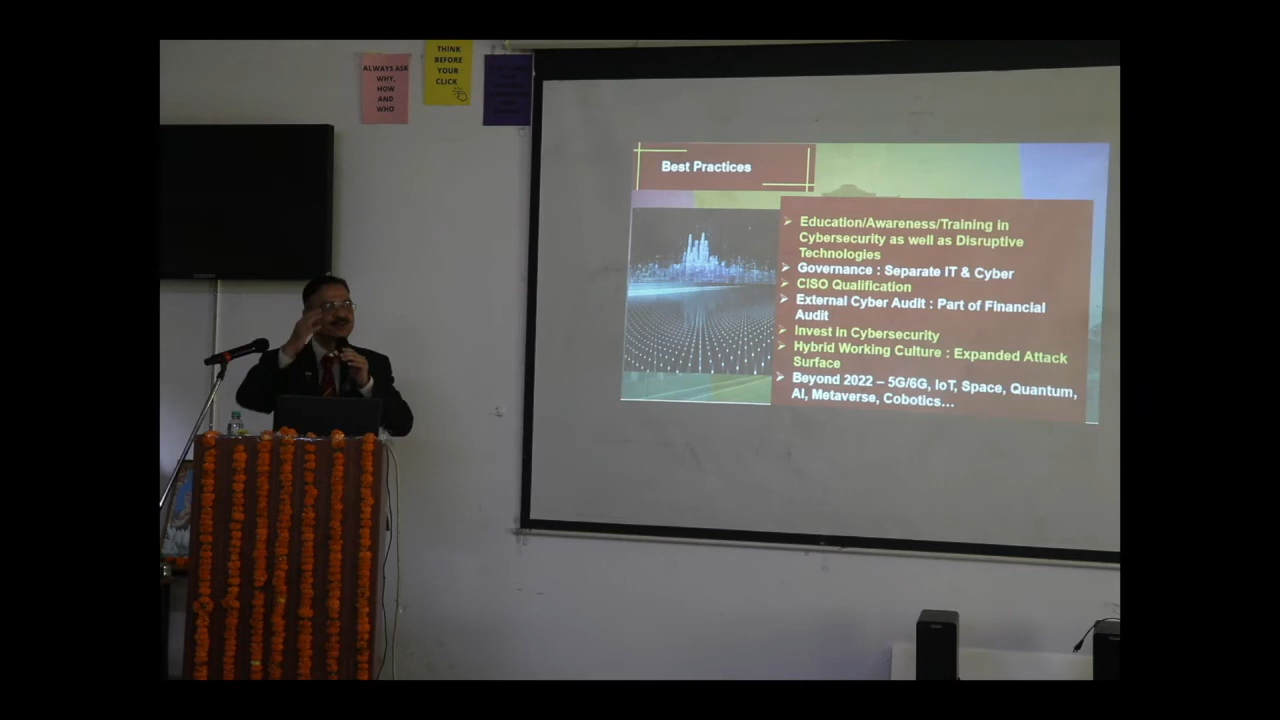 ALWAYS ASK
WHY,
HOW
AND
WHO
THINK
BEFORE
YOUR
CLICK
Best Practices
Education/Awareness/Training in
Cybersecurity as well as Disruptive
Technologies
Governance : Separate IT & Cyber
CISO Qualification
External Cyber Audit : Part of Financial
Audit
Invest in Cybersecurity
Hybrid Working Culture : Expanded Attack
Surface
Beyond 2022 – 5G/6G, IoT, Space, Quantum,
AI, Metaverse, Cobotics...